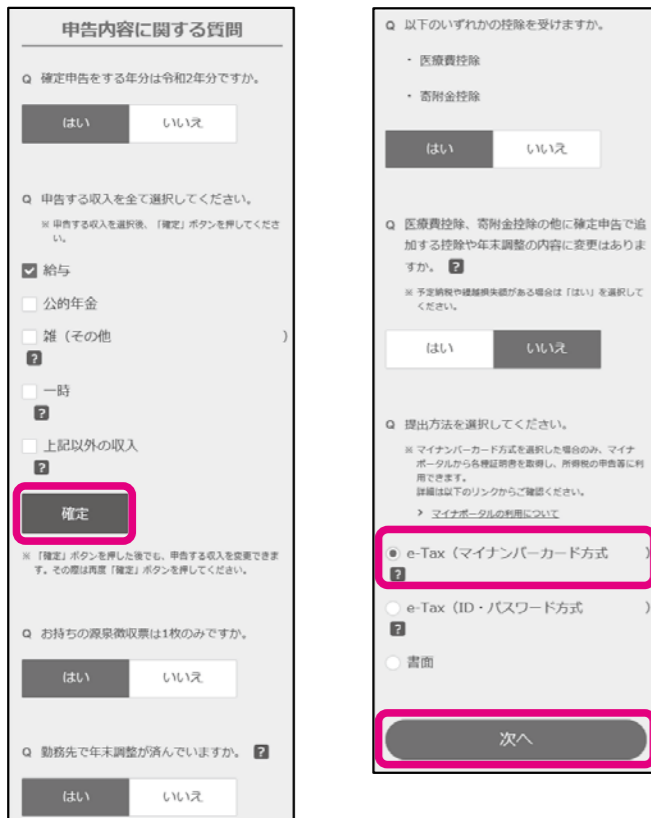 申告内容に関する質問
Q 確定申告をする年分は令和2年分ですか。
はい いいえ
Q 申告する収入を全て選択してください。
※ 申告する収入を選択後、「確定」ボタンを押してくださ
い。
給与
公的年金
雑（その他 ）
?
一時
?
上記以外の収入
?
確定
※ 「確定」ボタンを押した後でも、申告する収入を変更できま
す。その際は再度「確定」ボタンを押してください。
Q お持ちの源泉徴収票は1枚のみですか。
はい いいえ
Q 勤務先で年末調整が済んでいますか。 ?
はい いいえ
Q 以下のいずれかの控除を受けますか。
・ 医療費控除
・ 寄附金控除
はい いいえ
Q 医療費控除、寄附金控除の他に確定申告で追
加する控除や年末調整の内容に変更はありま
すか。 ?
※ 予定納税や繰越損失額がある場合は「はい」を選択して
ください。
はい いいえ
Q 提出方法を選択してください。
※ マイナンバーカード方式を選択した場合のみ、マイナ
ポータルから各種証明書を取得し、所得税の申告等に利
用できます。
詳細は以下のリンクからご確認ください。
> マイナポータルの利用について
e-Tax（マイナンバーカード方式 ）
?
e-Tax（ID・パスワード方式 ）
?
書面
次へ